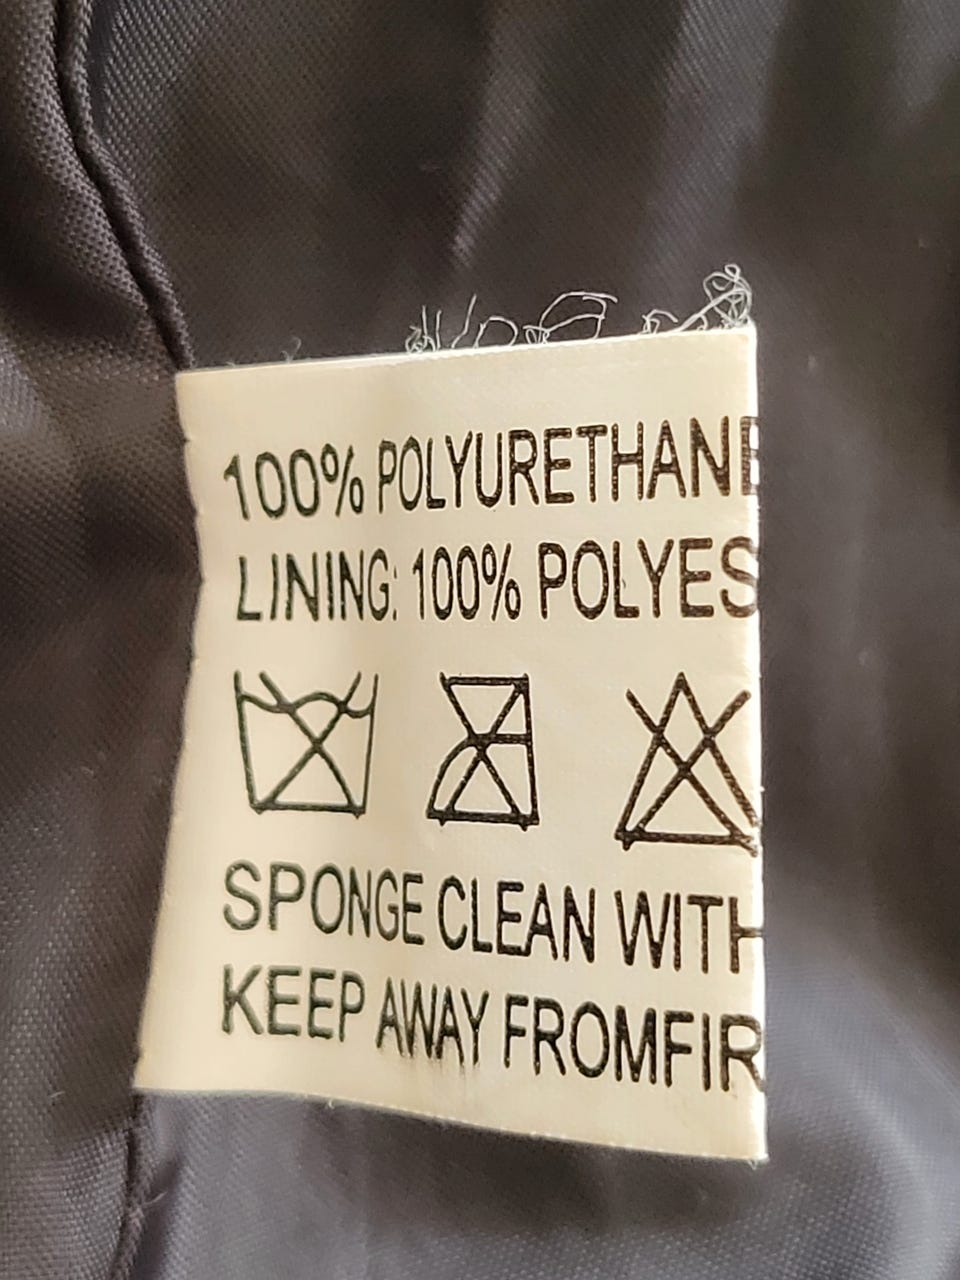 100% POLYURETHANE
LINING: 100% POLYES
SPONGE CLEAN WITH
KEEP AWAY FROMFIR